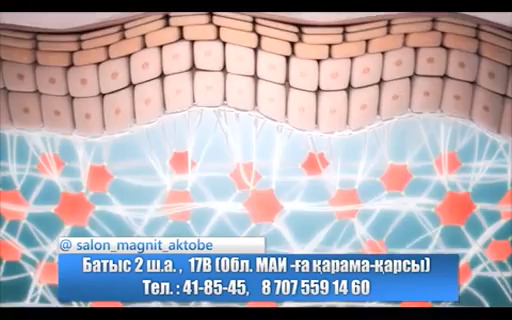 @ salon_magnit_aktobe
Батыс 2 ш.а. , 17В (Обл. МАИ -ға қарама-қарсы)
Тел. : 41-85-45, 8 707 559 14 60